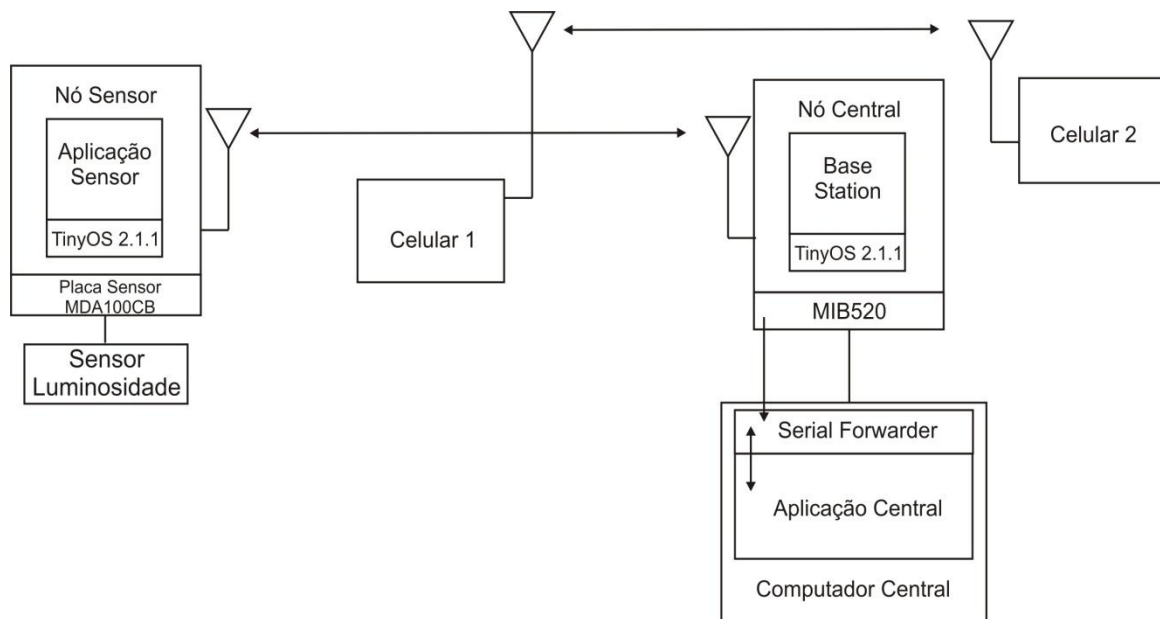 Nó Sensor
Aplicação
Sensor
TinyOS 2.1.1
Placa Sensor
MDA100CB
Sensor
Luminosidade
Celular 1
Nó Central
Base
Station
TinyOS 2.1.1
MIB520
Celular 2
Serial Forwarder
Aplicação Central
Computador Central